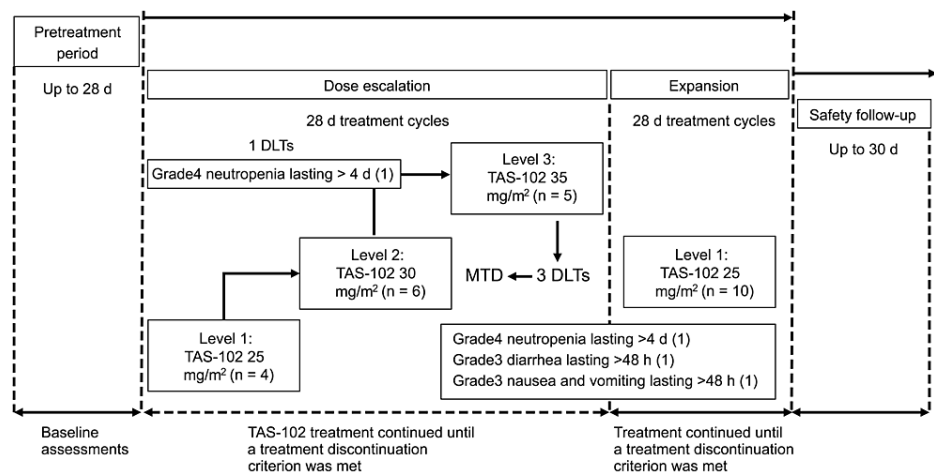 Pretreatment
period
Up to 28 d
Dose escalation
Expansion
Safety follow-up
Up to 30 d
28 d treatment cycles
28 d treatment cycles
1 DLTs
Grade4 neutropenia lasting > 4 d (1)
Level 3:
TAS-102 35
mg/m² (n = 5)
Level 2:
TAS-102 30
mg/m² (n = 6)
MTD
3 DLTs
Level 1:
TAS-102 25
mg/m² (n = 10)
Level 1:
TAS-102 25
mg/m² (n = 4)
Grade4 neutropenia lasting >4 d (1)
Grade3 diarrhea lasting >48 h (1)
Grade3 nausea and vomiting lasting >48 h (1)
Baseline
assessments
TAS-102 treatment continued until
a treatment discontinuation
criterion was met
Treatment continued until
a treatment discontinuation
criterion was met